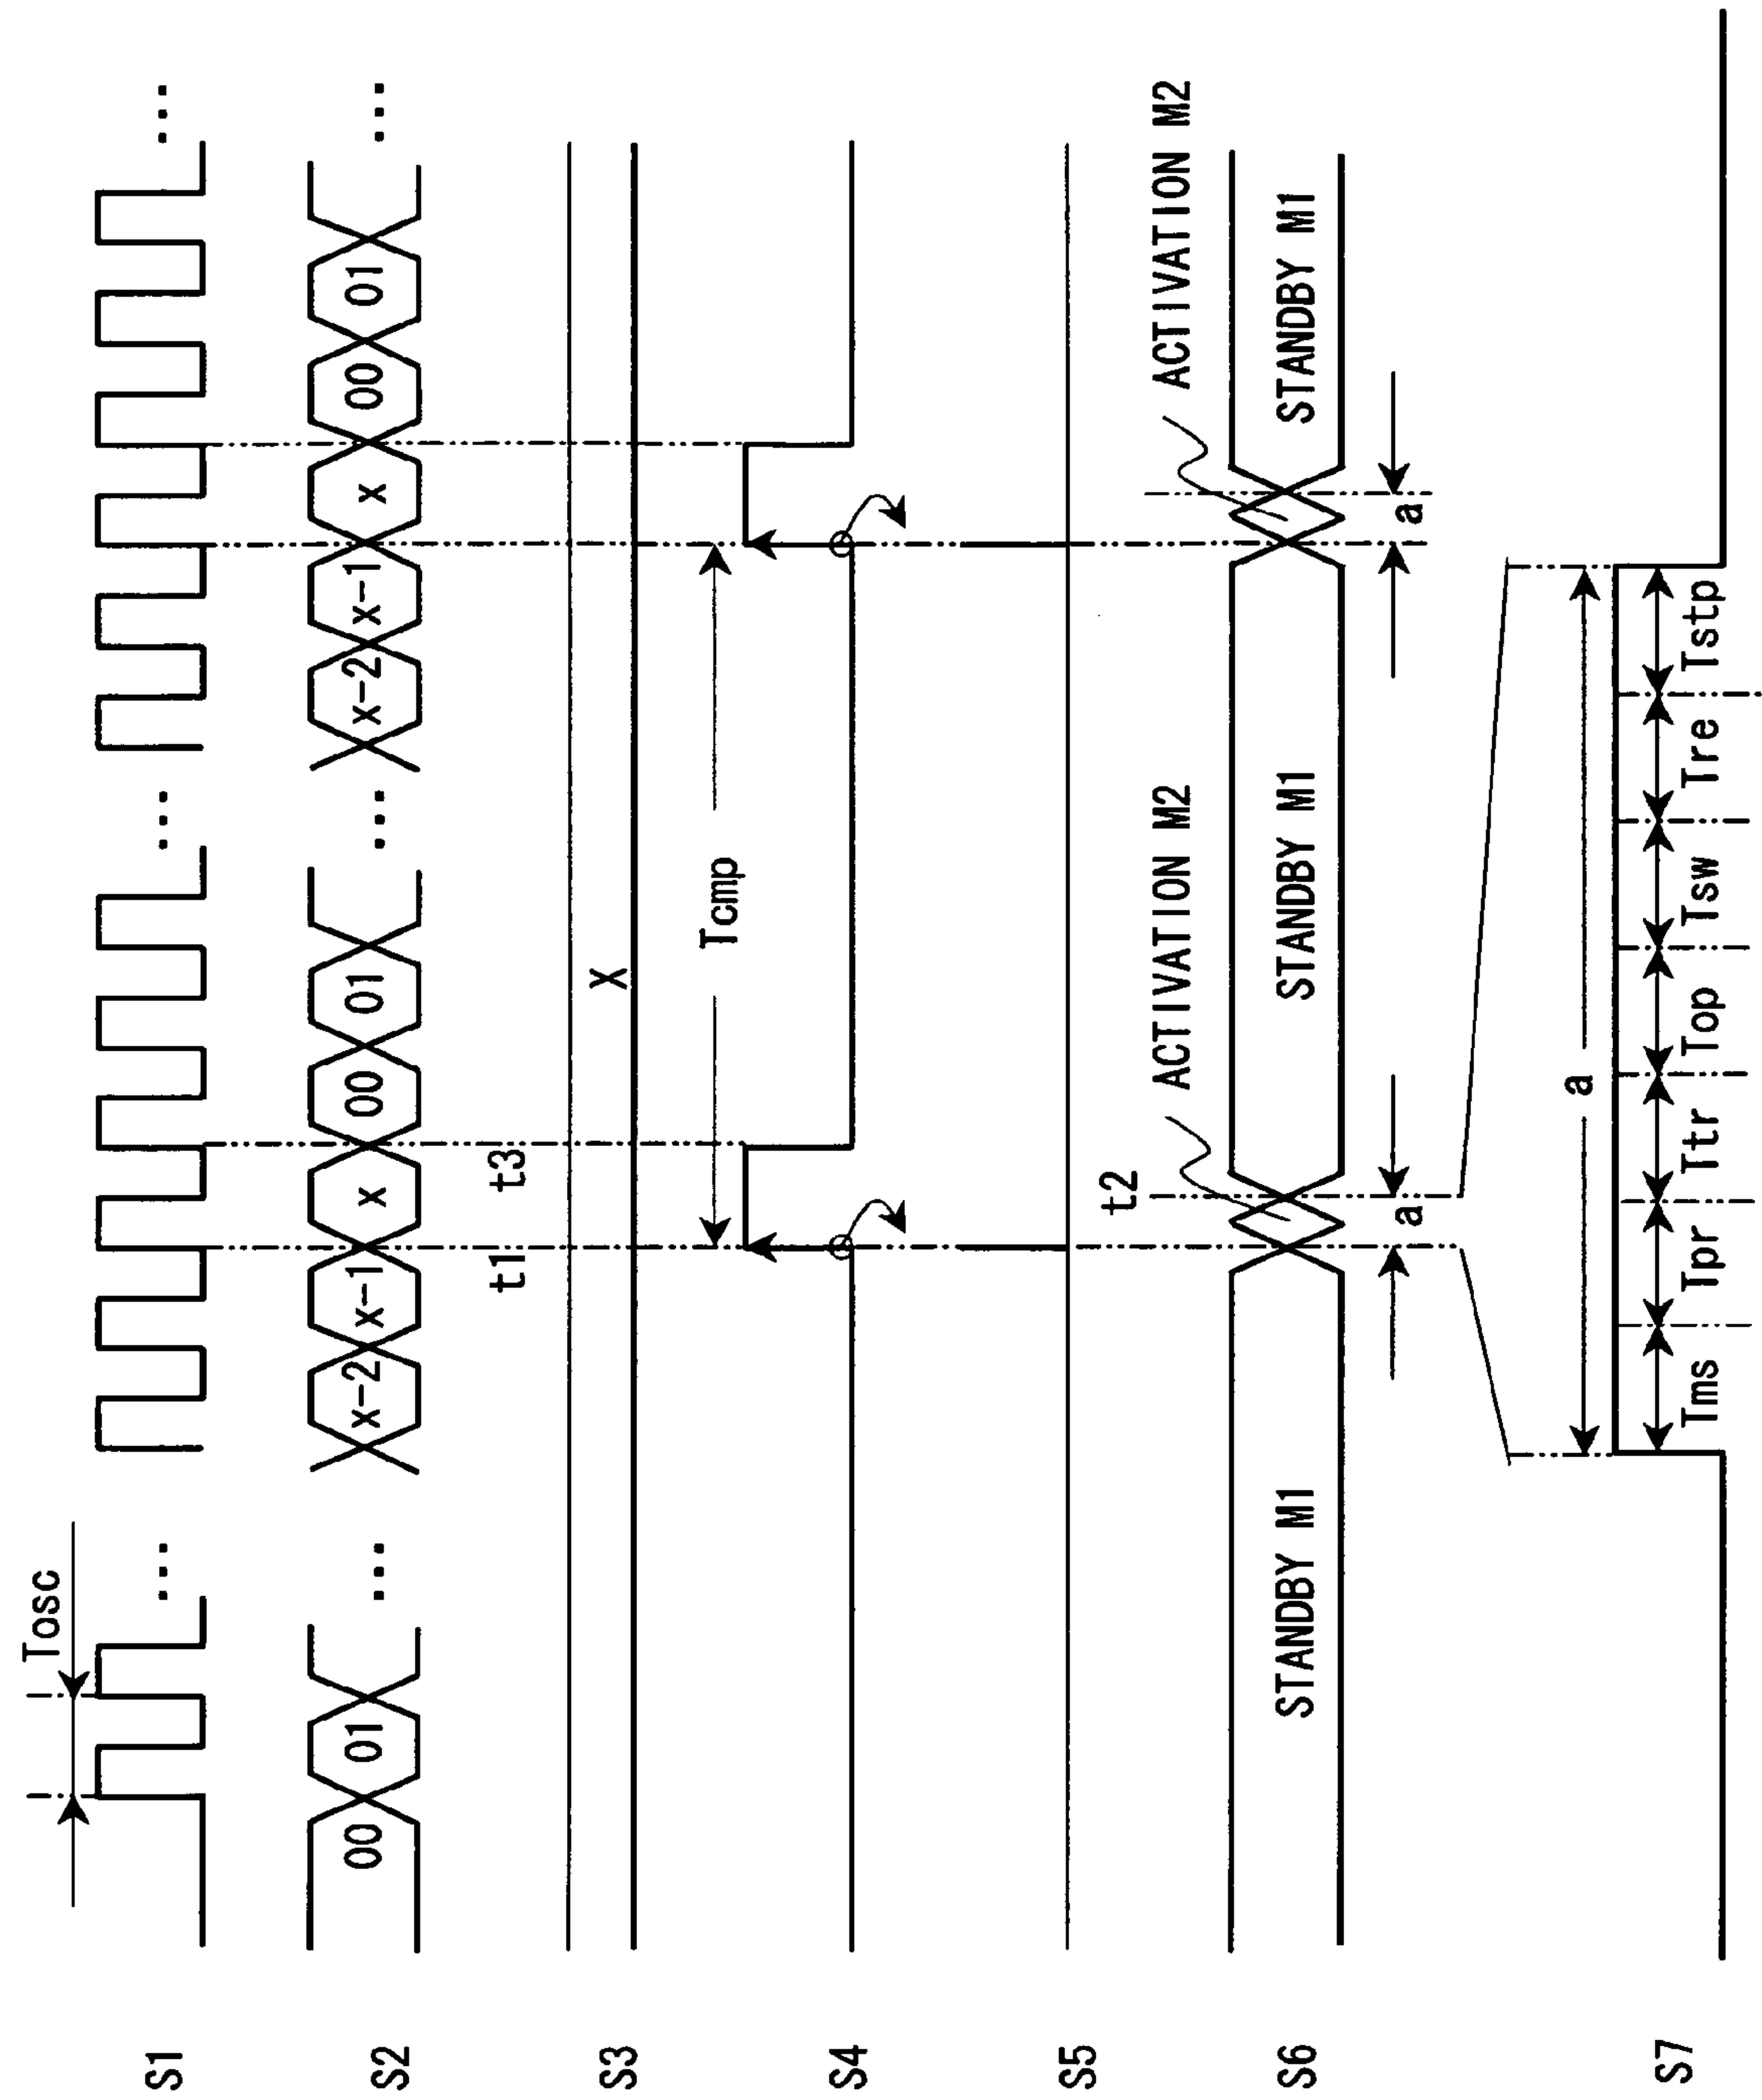 Tosc
S1
...
...
...
S2
00
01
...
x-2
x-1
x
00
01
...
x-2
x-1
x
00
01
...
t1
t3
S3
X
S4
Tcmp
S5
t2
ACTIVATION M2
ACTIVATION M2
S6
STANDBY M1
STANDBY M1
STANDBY M1
a
a
a
S7
Tms
Tpr
Ttr
Top
Tsw
Tre
Tstp